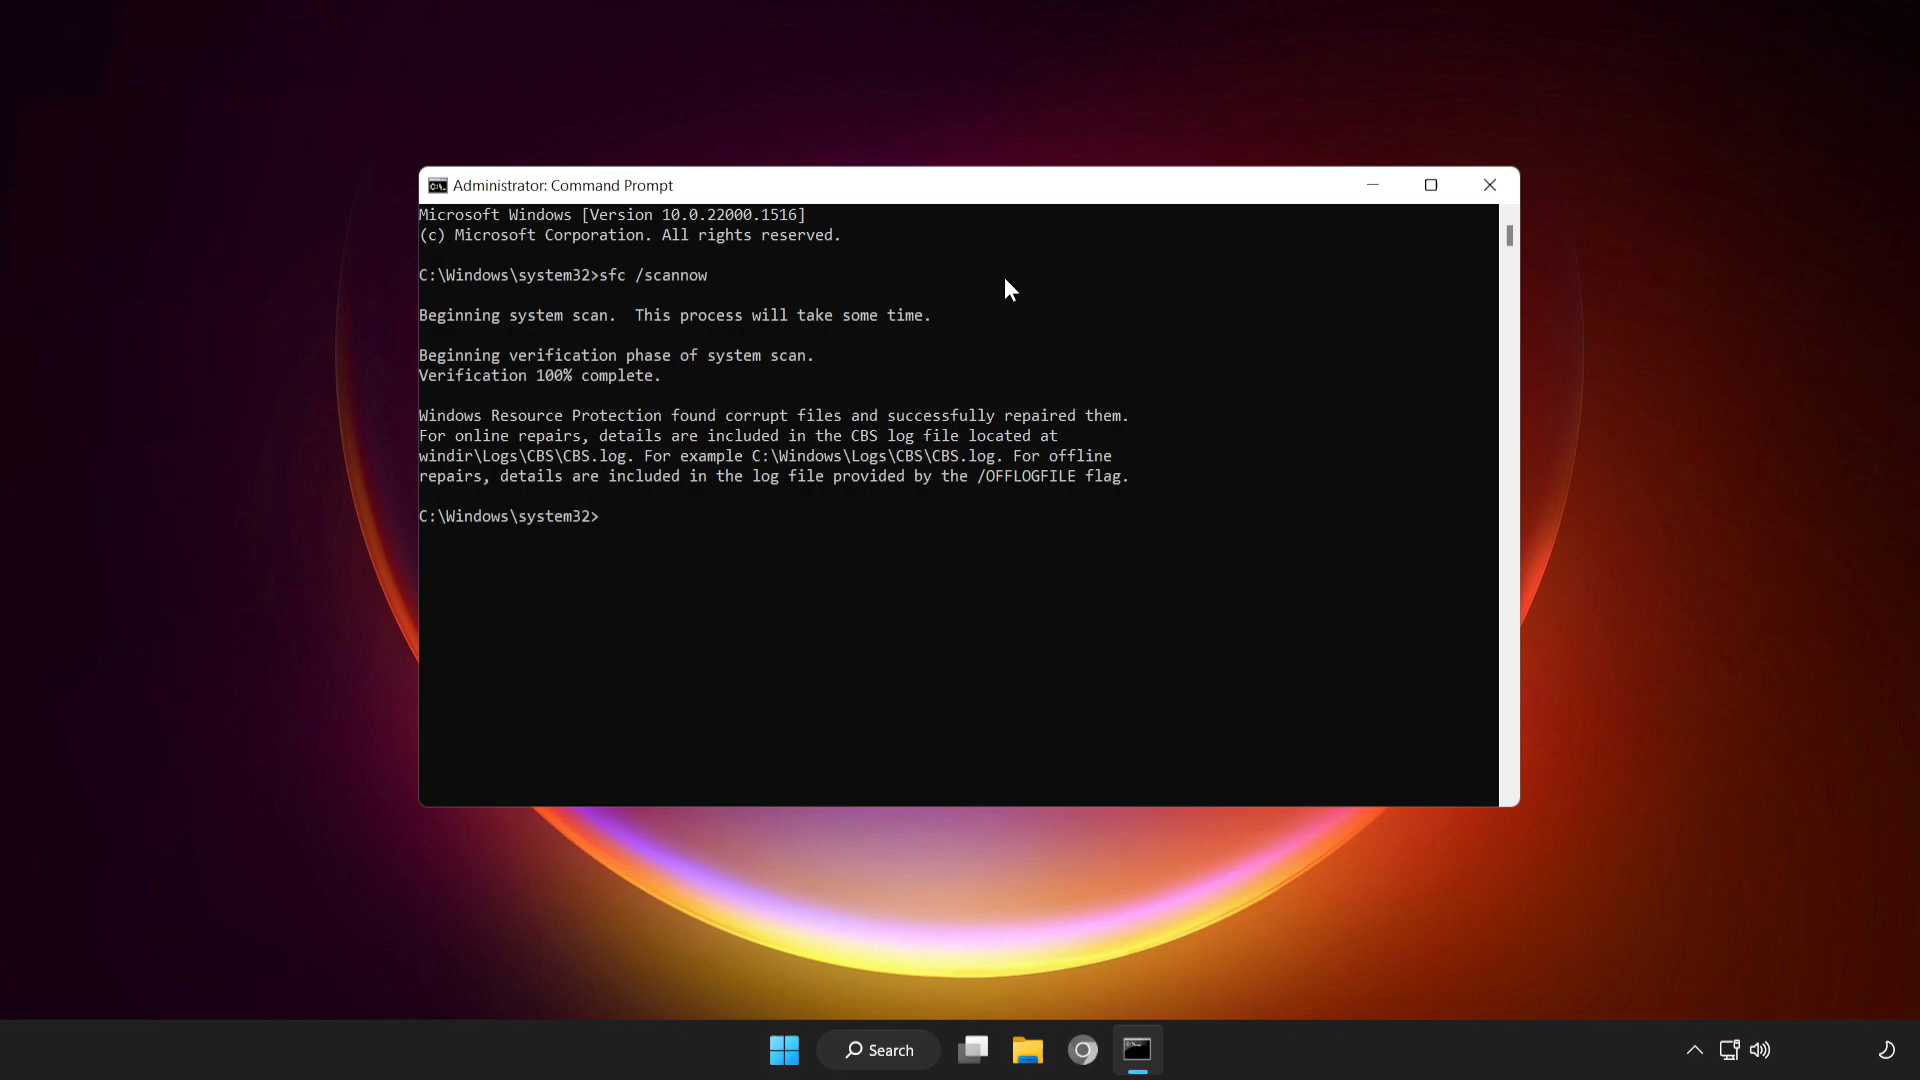 Administrator: Command Prompt
Microsoft Windows [Version 10.0.22000.1516]
(c) Microsoft Corporation. All rights reserved.
C:\Windows\system32>sfc /scannow
Beginning system scan.  This process will take some time.
Beginning verification phase of system scan.
Verification 100% complete.
Windows Resource Protection found corrupt files and successfully repaired them.
For online repairs, details are included in the CBS log file located at
windir\Logs\CBS\CBS.log. For example C:\Windows\Logs\CBS\CBS.log. For offline
repairs, details are included in the log file provided by the /OFFLOGFILE flag.
C:\Windows\system32>
Search